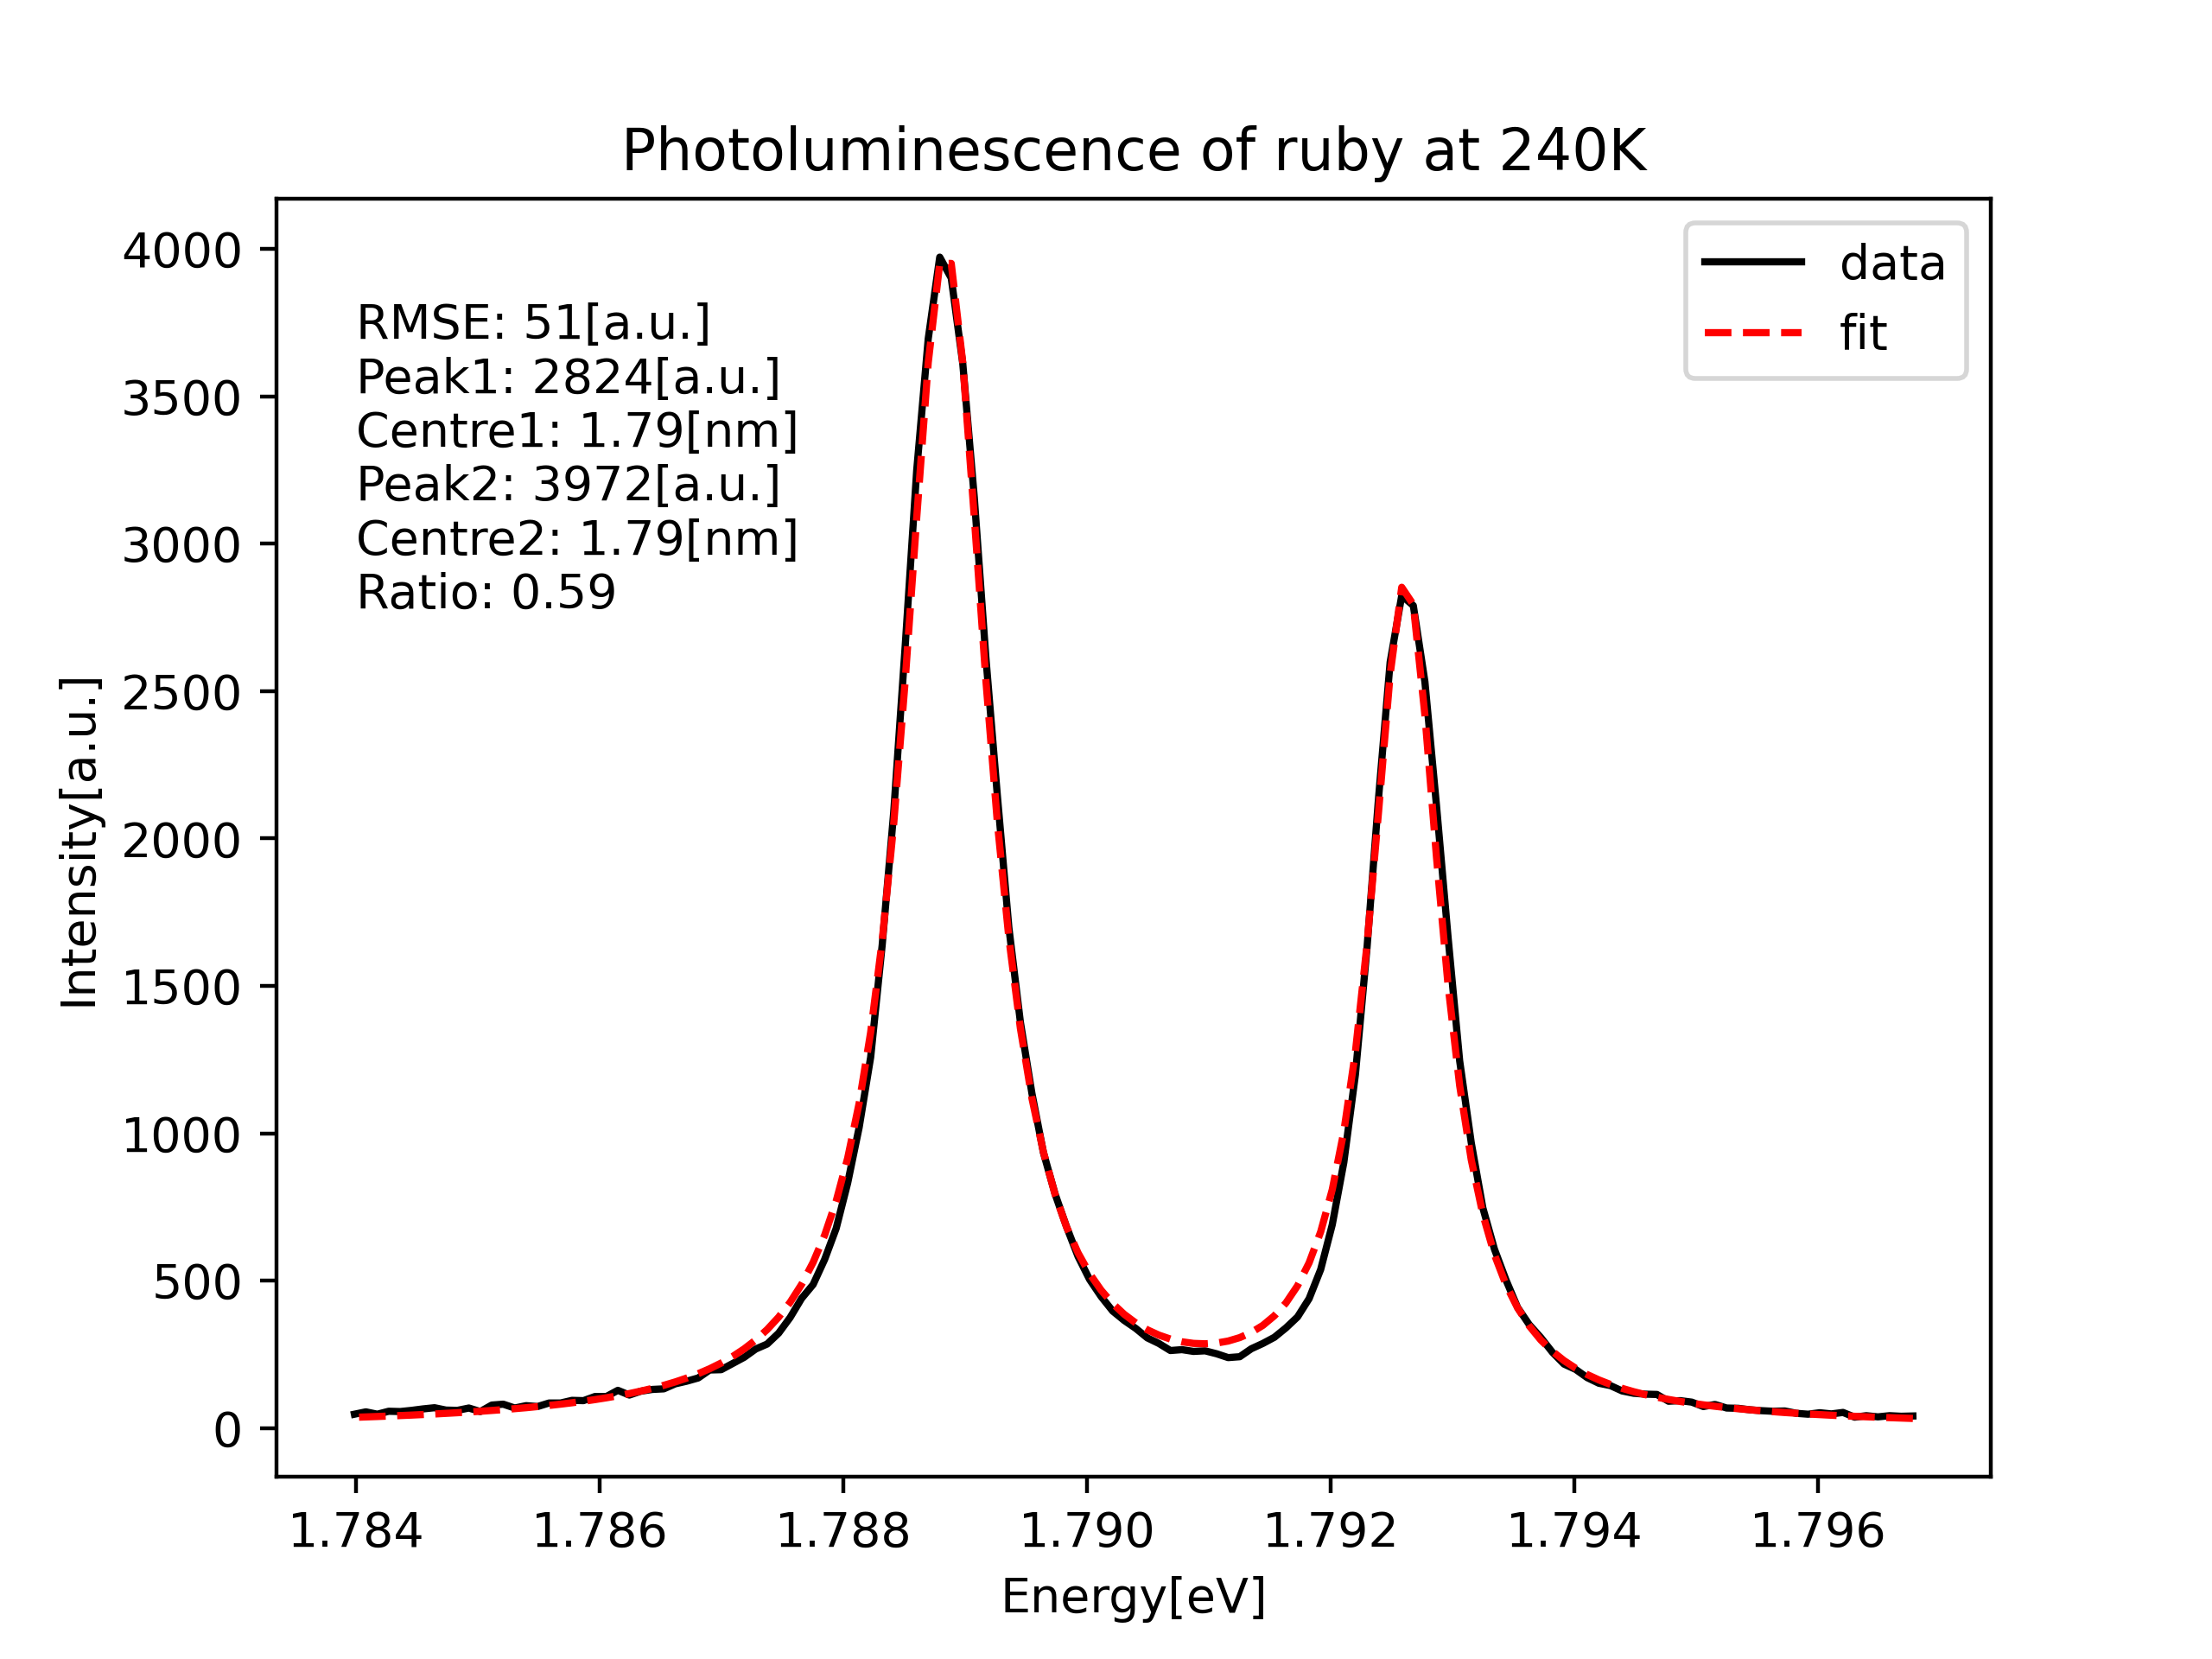 Photoluminescence of ruby at 240K
data
fit
RMSE: 51[a.u.]
Peak1: 2824[a.u.]
Centre1: 1.79[nm]
Peak2: 3972[a.u.]
Centre2: 1.79[nm]
Ratio: 0.59
4000
3500
3000
2500
2000
1500
1000
500
0
Intensity[a.u.]
1.784 1.786 1.788 1.790 1.792 1.794 1.796
Energy[eV]